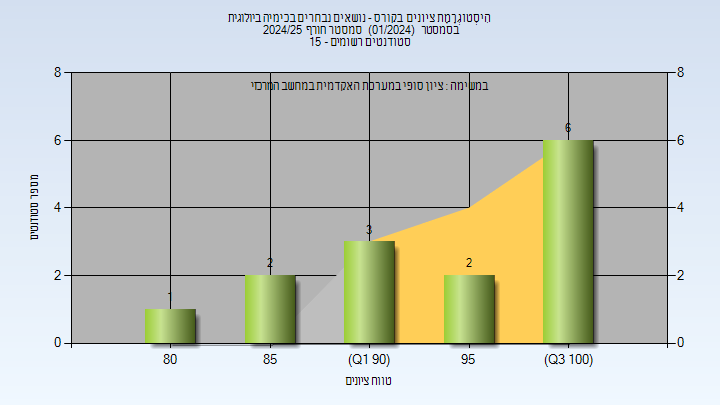 היסטוגרמת ציונים בקורס - נושאים נבחרים בכימיה ביולוגית
בסמסטר (01/2024) סמסטר חורף 2024/25
סטודנטים רשומים - 15
במשימה : ציון סופי במערכת האקדמית במחשב המרכזי
8 8
6 6
6
4 4
3
2 2
2 2
1
0 0
80 85 (Q1 90) 95 (Q3 100)
מספר סטודנטים
טווח ציונים